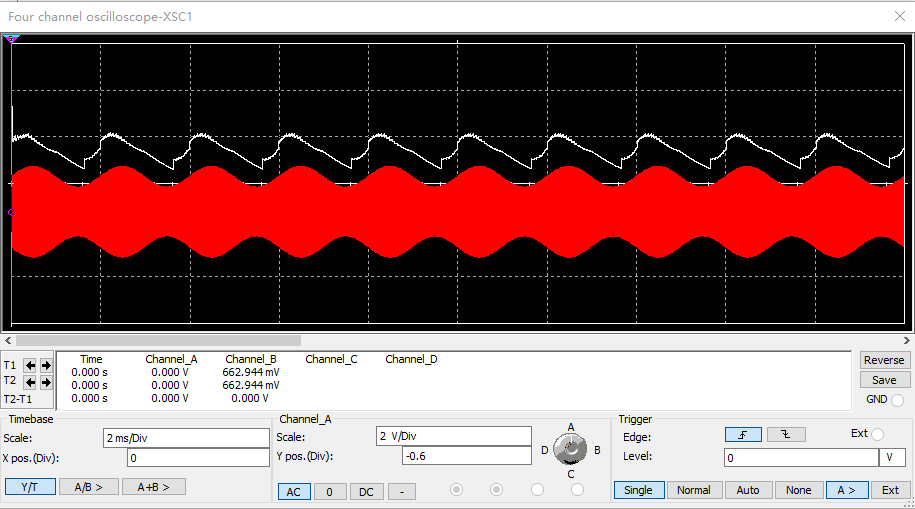 Four channel oscilloscope-XSC1
T1
T2
T2-T1
Time Channel_A Channel_B Channel_C Channel_D
0.000 s 0.000 V 662.944 mV
0.000 s 0.000 V 662.944 mV
0.000 s 0.000 V 0.000 V
Reverse
Save
GND
Timebase
Scale: 2 ms/Div
X pos.(Div): 0
Y/T A/B > A+B >
Channel_A
Scale: 2 V/Div
Y pos.(Div): -0.6
AC 0 DC -
A
D B
C
Trigger
Edge: Ext
Level: 0 V
Single Normal Auto None A > Ext